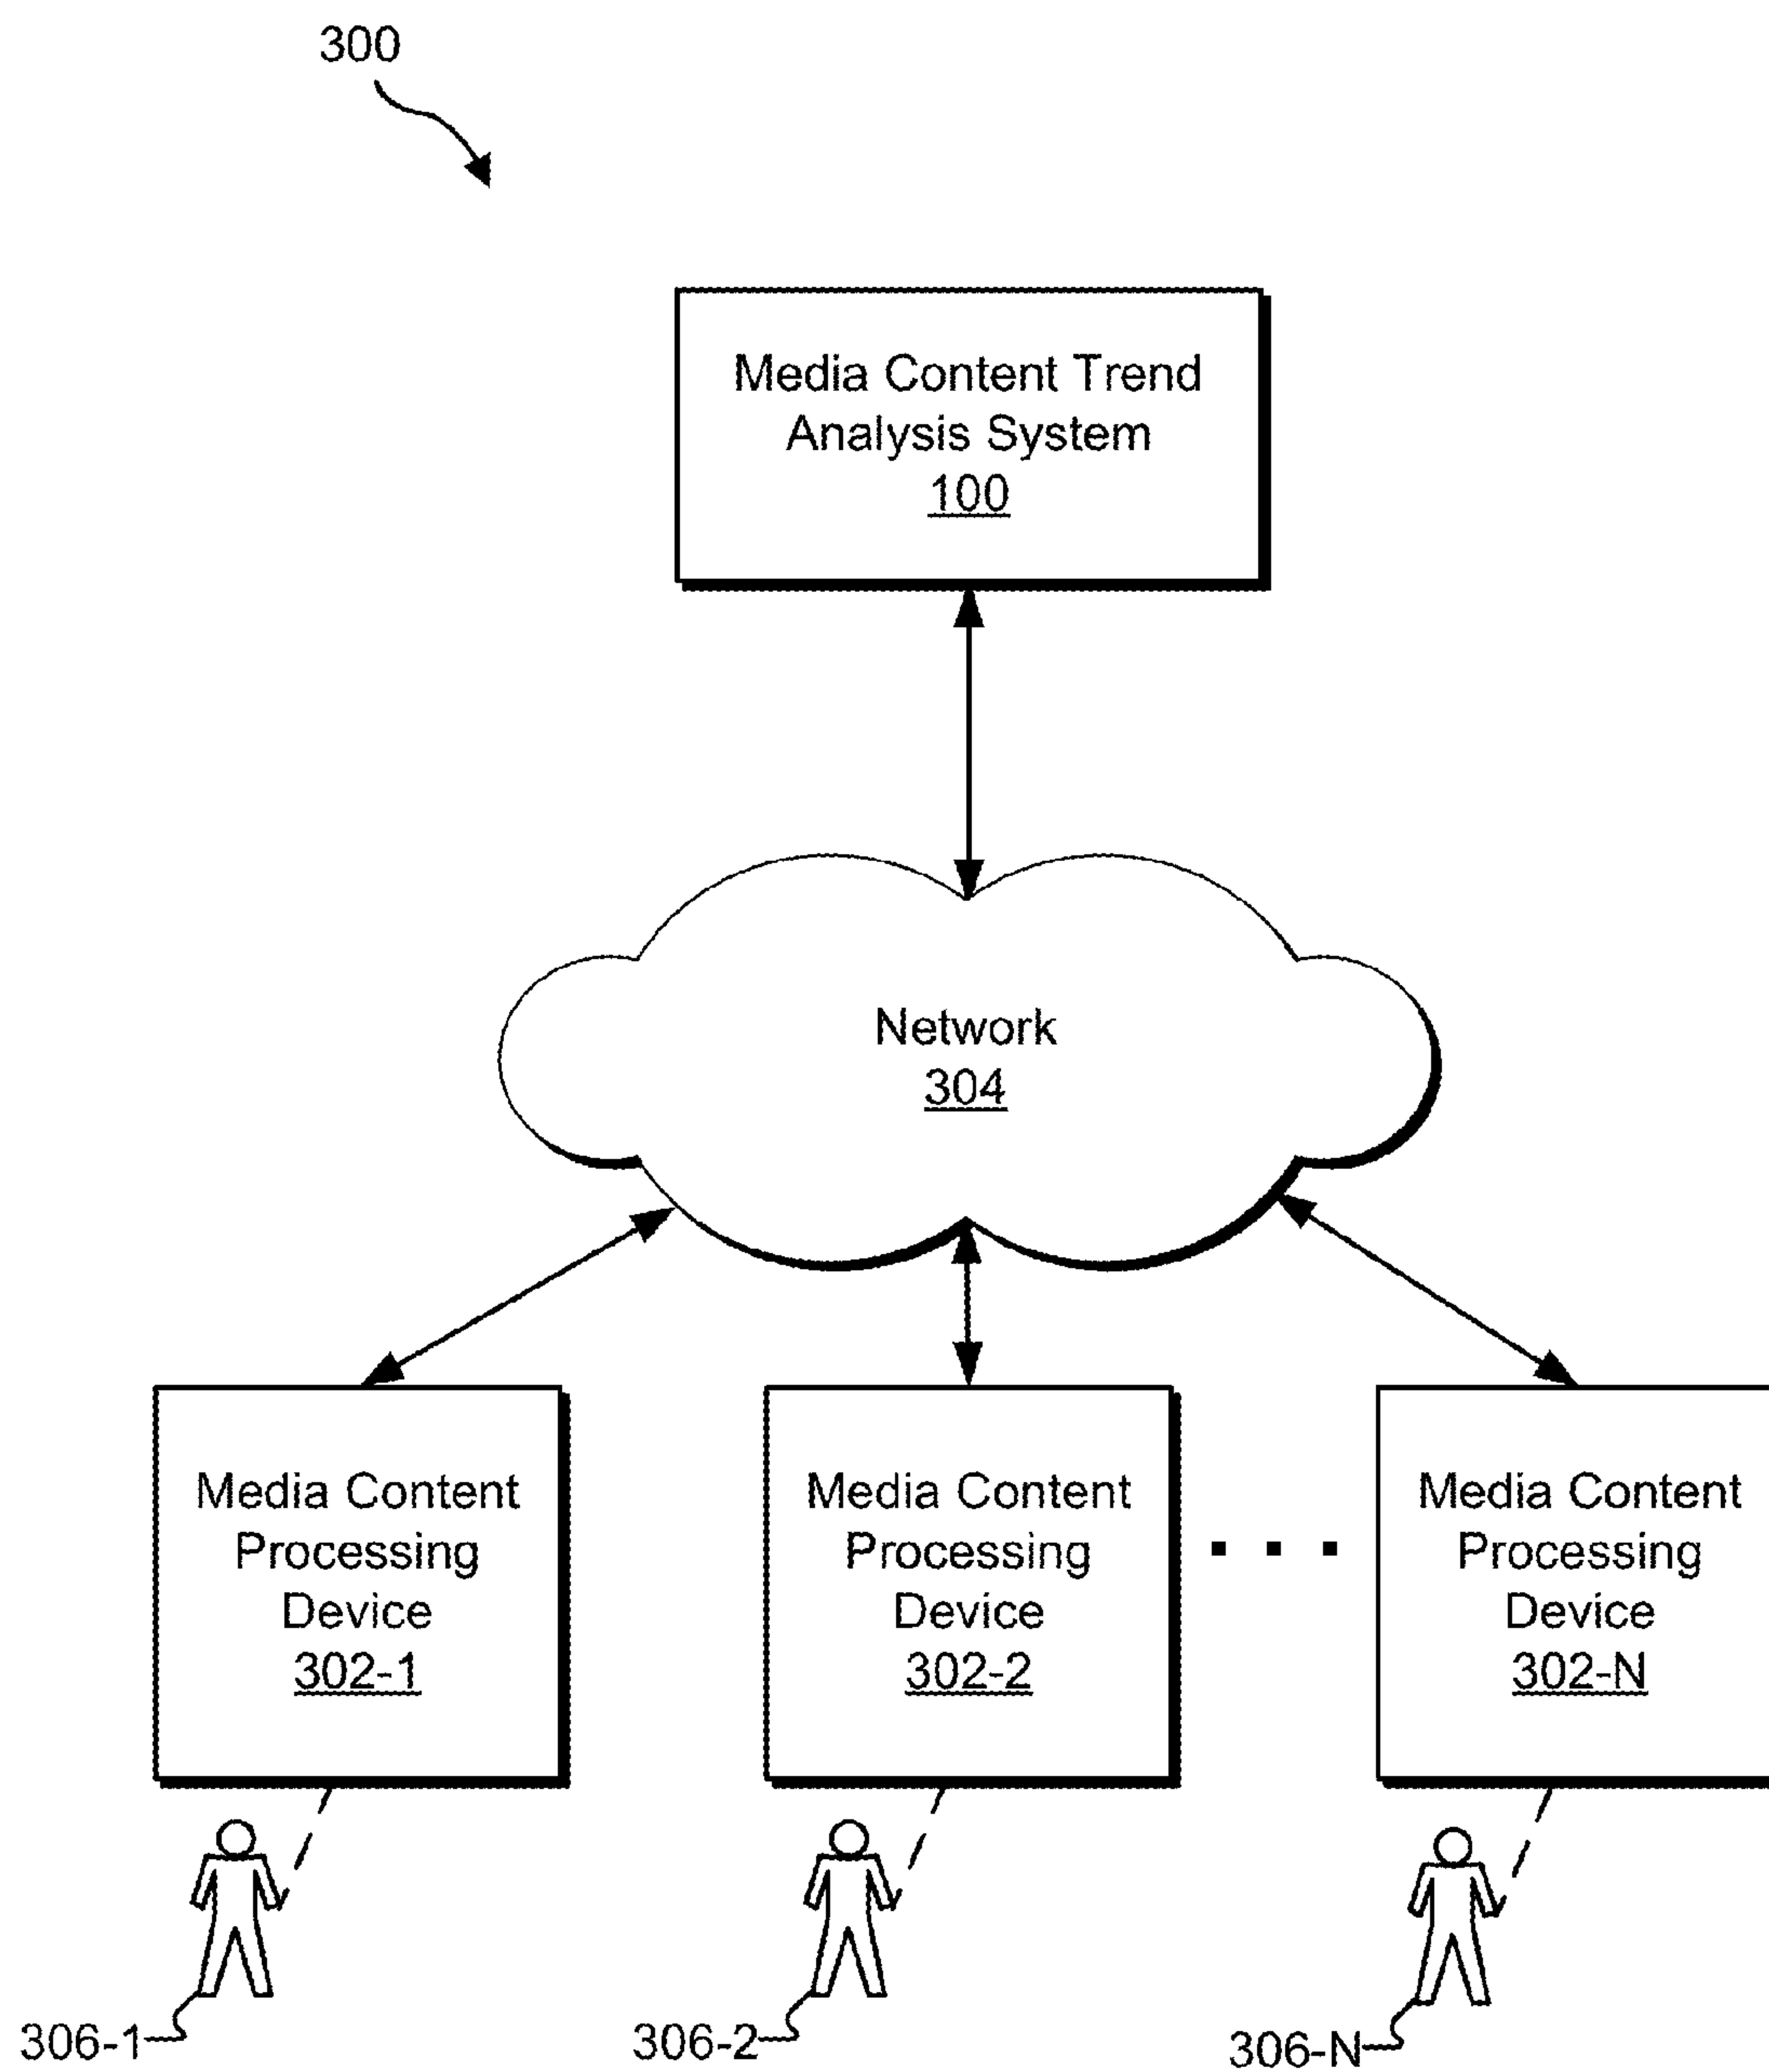 300
Media Content Trend
Analysis System
100
Network
304
Media Content
Processing
Device
302-1
Media Content
Processing
Device
302-2
Media Content
Processing
Device
302-N
306-1
306-2
306-N